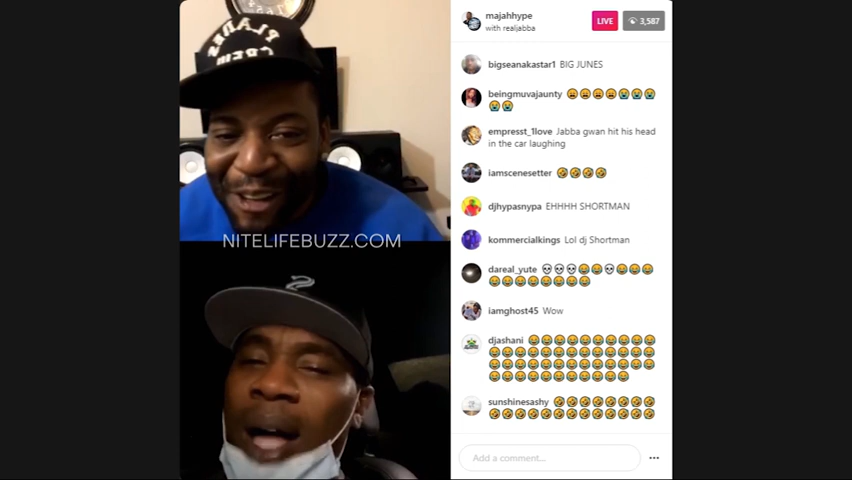 PLANES
CREW
NITELIFEBUZZ.COM
majahhype
with realjabba
LIVE
3,587
bigseanakastar1 BIG JUNES
beingmuvajaunty 😩😩😩😩😭😭😭
😭😭
empresst_1love Jabba gwan hit his head
in the car laughing
iamscenesetter 🤣🤣🤣🤣
djhypasnypa EHHHH SHORTMAN
kommercialkings Lol dj Shortman
dareal_yute 💀💀💀😂😂💀😂😂😂
😂😂😂😂😂😂😂😂
iamghost45 Wow
djashani 😂😂😂😂😂😂😂😂😂😂
😂😂😂😂😂😂😂😂😂😂😂😂😂
😂😂😂😂😂😂😂😂😂😂😂😂😂
😂😂😂😂😂😂😂😂😂😂😂
sunshinesashy 🤣🤣🤣🤣🤣🤣🤣🤣
🤣🤣🤣🤣🤣🤣🤣🤣🤣🤣🤣🤣🤣
Add a comment...